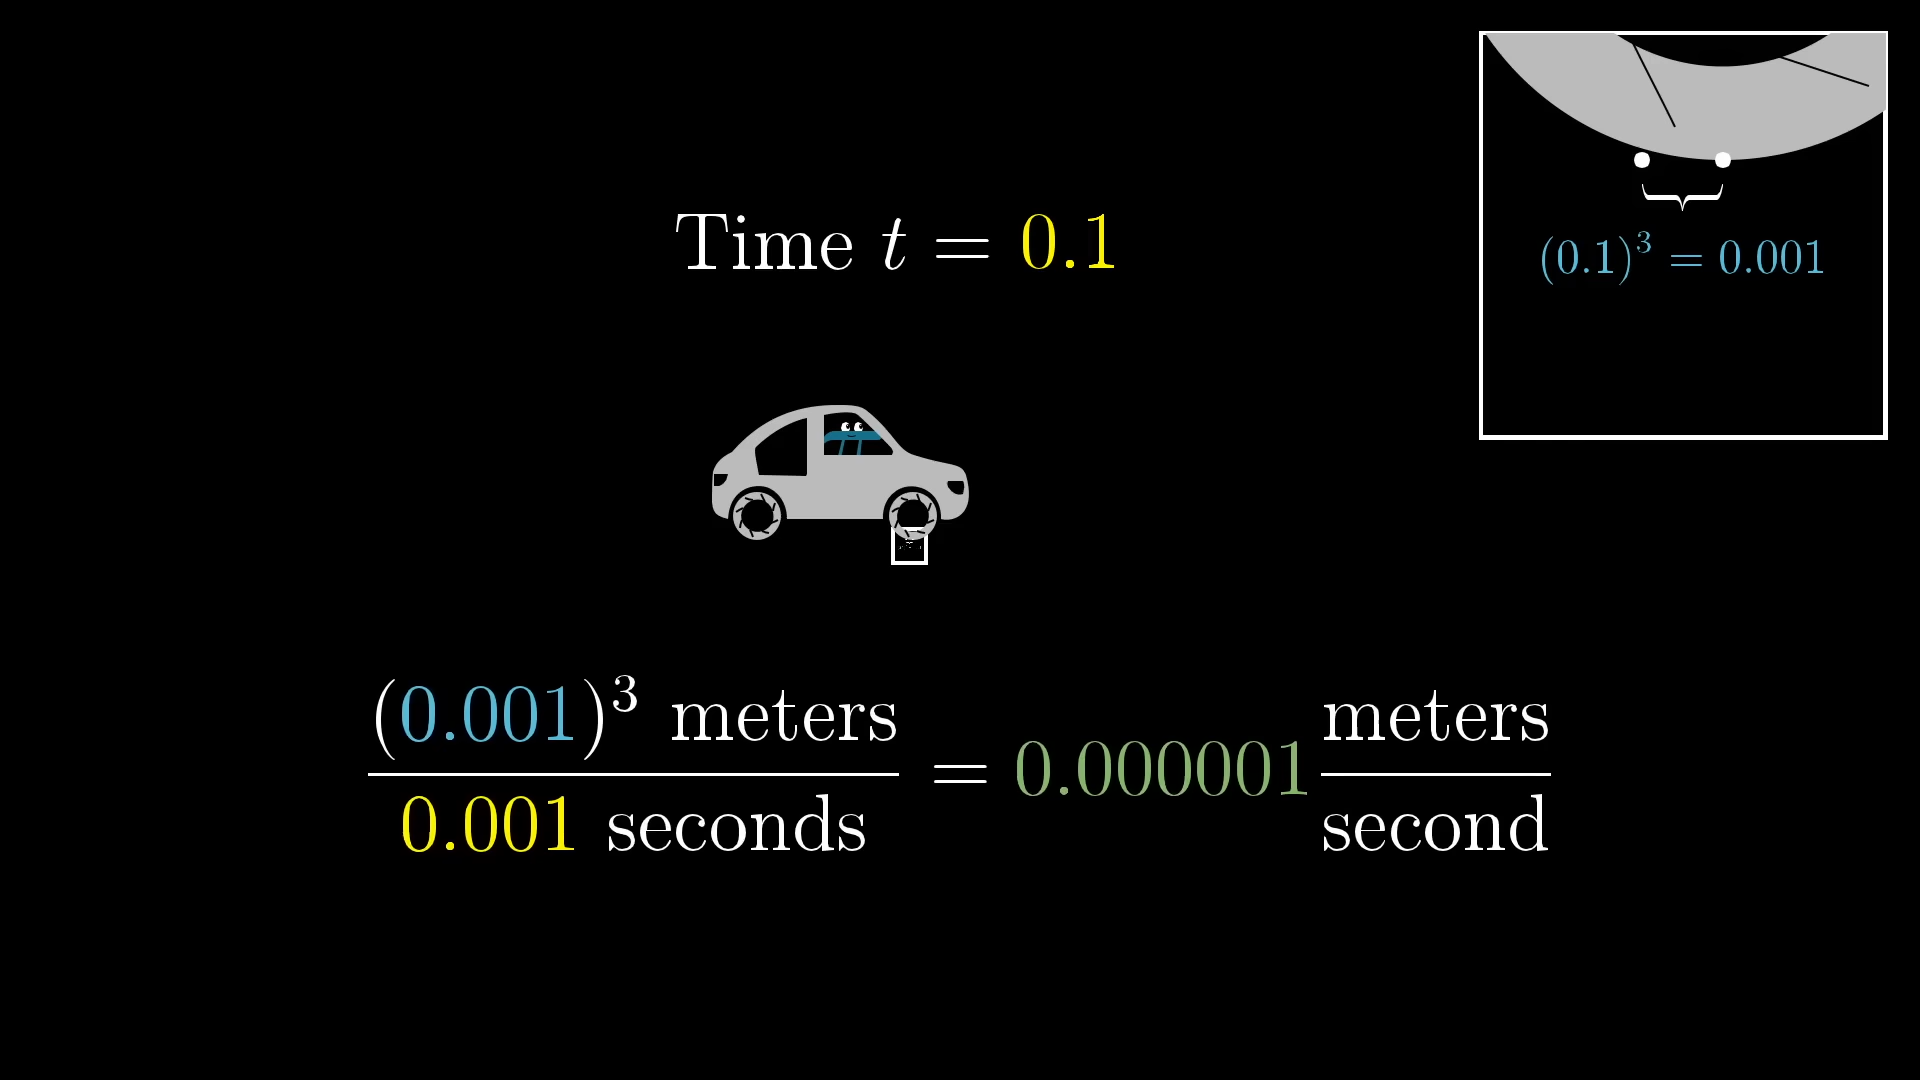 Time t = 0.1
(0.1)³ = 0.001
(0.001)³ meters
0.001 seconds
= 0.000001
meters
second